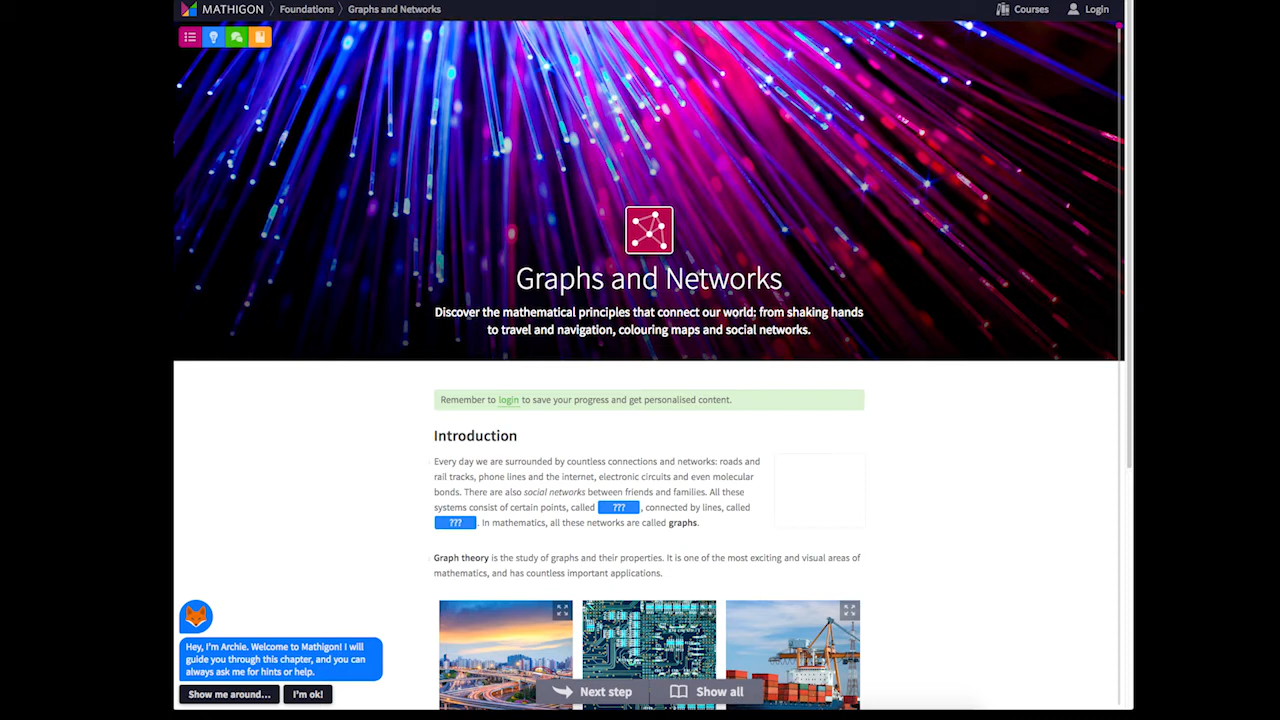 MATHIGON 〉 Foundations 〉 Graphs and Networks
Courses
Login
Graphs and Networks
Discover the mathematical principles that connect our world: from shaking hands
to travel and navigation, colouring maps and social networks.
Remember to login to save your progress and get personalised content.
Introduction
Every day we are surrounded by countless connections and networks: roads and
rail tracks, phone lines and the internet, electronic circuits and even molecular
bonds. There are also social networks between friends and families. All these
systems consist of certain points, called ???, connected by lines, called
???. In mathematics, all these networks are called graphs.
Graph theory is the study of graphs and their properties. It is one of the most exciting and visual areas of
mathematics, and has countless important applications.
Hey, I'm Archie. Welcome to Mathigon! I will
guide you through this chapter, and you can
always ask me for hints or help.
Show me around...
I'm ok!
Next step
Show all